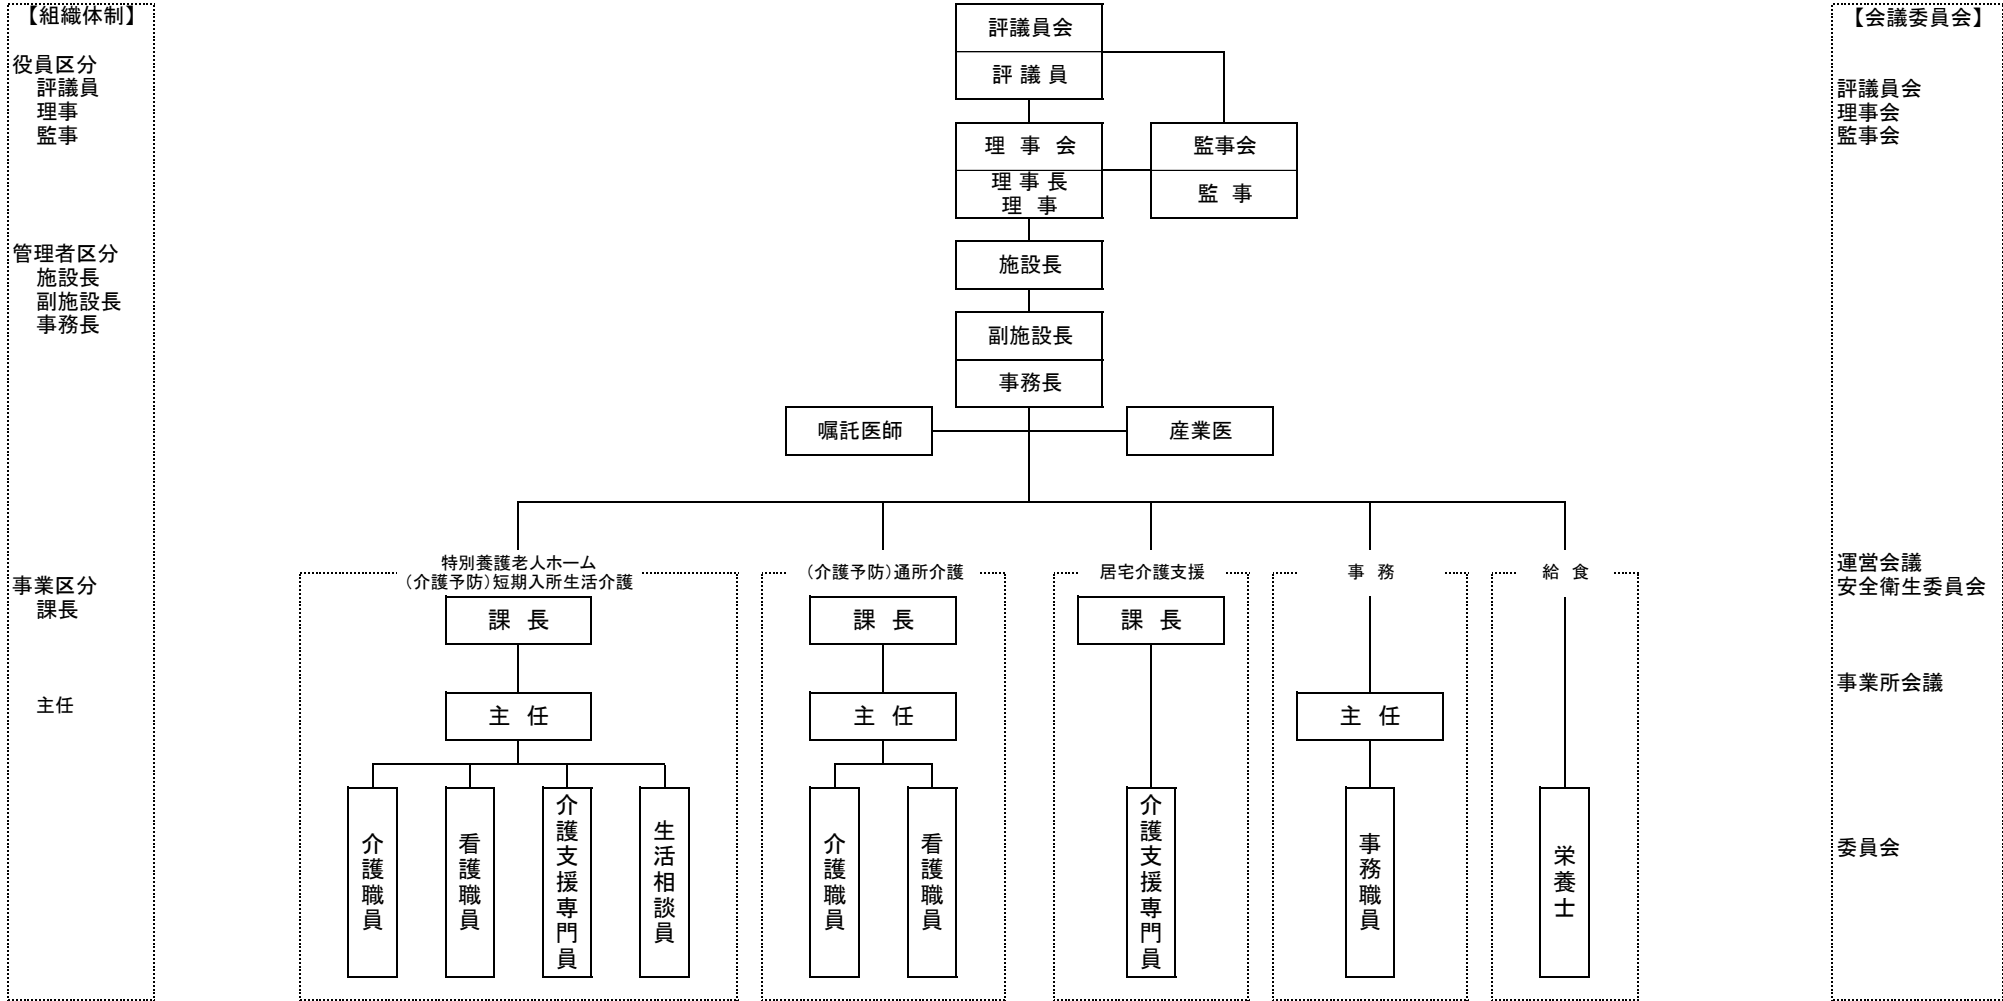 【組織体制】
役員区分
評議員
理事
監事
管理者区分
施設長
副施設長
事務長
事業区分
課長
主任
評議員会
評 議 員
理 事 会
理 事 長
理 事
監事会
監 事
施設長
副施設長
事務長
嘱託医師
産業医
特別養護老人ホーム
（介護予防）短期入所生活介護
課 長
主 任
介護職員
看護職員
介護支援専門員
生活相談員
（介護予防）通所介護
課 長
主 任
介護職員
看護職員
居宅介護支援
課 長
介護支援専門員
事 務
主 任
事務職員
給 食
栄養士
【会議委員会】
評議員会
理事会
監事会
運営会議
安全衛生委員会
事業所会議
委員会